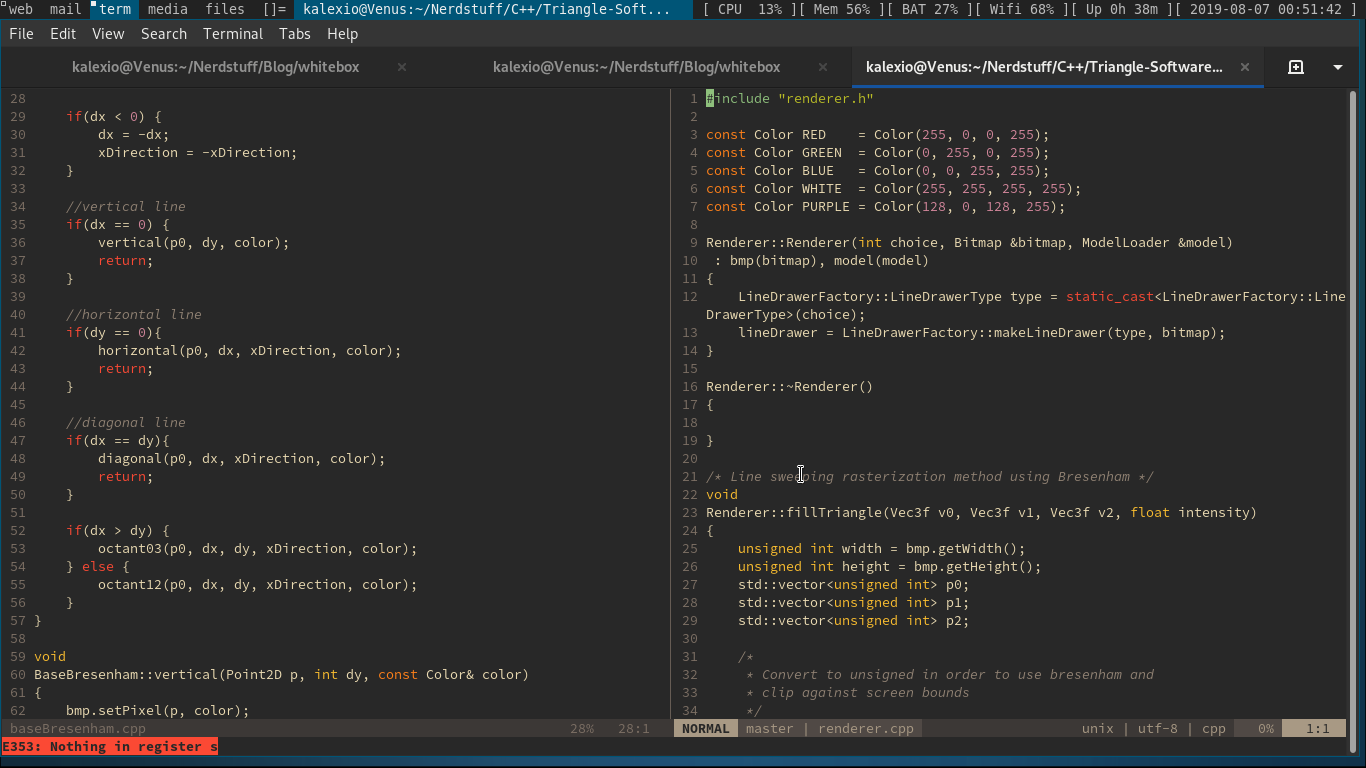 web mail term media files []= kalexio@Venus:~/Nerdstuff/C++/Triangle-Soft... [ CPU 13% ][ Mem 56% ][ BAT 27% ][ Wifi 68% ][ Up 0h 38m ][ 2019-08-07 00:51:42 ]
File Edit View Search Terminal Tabs Help
kalexio@Venus:~/Nerdstuff/Blog/whitebox × kalexio@Venus:~/Nerdstuff/Blog/whitebox × kalexio@Venus:~/Nerdstuff/C++/Triangle-Software... ×
28
29     if(dx < 0) {
30         dx = -dx;
31         xDirection = -xDirection;
32     }
33
34     //vertical line
35     if(dx == 0) {
36         vertical(p0, dy, color);
37         return;
38     }
39
40     //horizontal line
41     if(dy == 0){
42         horizontal(p0, dx, xDirection, color);
43         return;
44     }
45
46     //diagonal line
47     if(dx == dy){
48         diagonal(p0, dx, xDirection, color);
49         return;
50     }
51
52     if(dx > dy) {
53         octant03(p0, dx, dy, xDirection, color);
54     } else {
55         octant12(p0, dx, dy, xDirection, color);
56     }
57 }
58
59 void
60 BaseBresenham::vertical(Point2D p, int dy, const Color& color)
61 {
62     bmp.setPixel(p, color);
baseBresenham.cpp 28% 28:1
1 #include "renderer.h"
2
3 const Color RED    = Color(255, 0, 0, 255);
4 const Color GREEN  = Color(0, 255, 0, 255);
5 const Color BLUE   = Color(0, 0, 255, 255);
6 const Color WHITE  = Color(255, 255, 255, 255);
7 const Color PURPLE = Color(128, 0, 128, 255);
8
9 Renderer::Renderer(int choice, Bitmap &bitmap, ModelLoader &model)
10  : bmp(bitmap), model(model)
11 {
12     LineDrawerFactory::LineDrawerType type = static_cast<LineDrawerFactory::Line
DrawerType>(choice);
13     lineDrawer = LineDrawerFactory::makeLineDrawer(type, bitmap);
14 }
15
16 Renderer::~Renderer()
17 {
18
19 }
20
21 /* Line sweeping rasterization method using Bresenham */
22 void
23 Renderer::fillTriangle(Vec3f v0, Vec3f v1, Vec3f v2, float intensity)
24 {
25     unsigned int width = bmp.getWidth();
26     unsigned int height = bmp.getHeight();
27     std::vector<unsigned int> p0;
28     std::vector<unsigned int> p1;
29     std::vector<unsigned int> p2;
30
31     /*
32      * Convert to unsigned in order to use bresenham and
33      * clip against screen bounds
34      */
NORMAL master | renderer.cpp unix | utf-8 | cpp 0% 1:1
E353: Nothing in register s